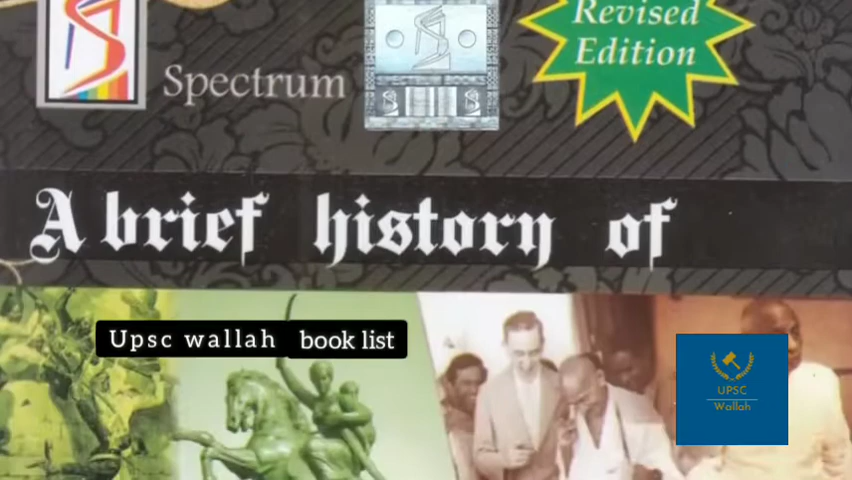 Revised
Edition
Spectrum
A brief history of
Upsc wallah book list
UPSC
Wallah